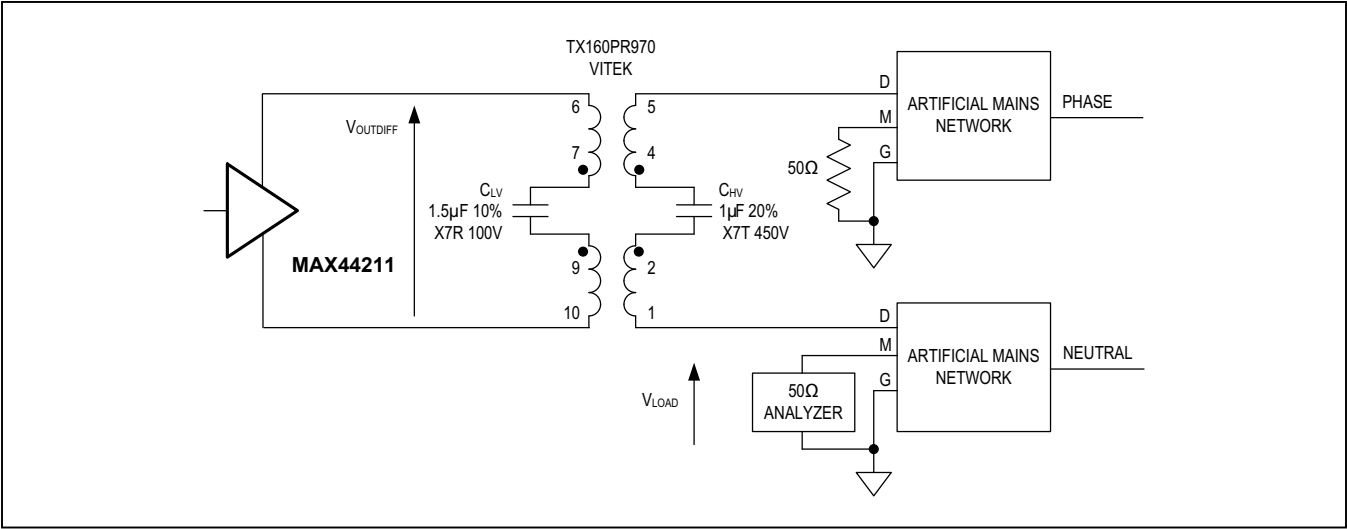 TX160PR970
VITEK
6
5
7
4
9
2
10
1
VOUTDIFF
CLV
1.5µF 10%
X7R 100V
CHV
1µF 20%
X7T 450V
MAX44211
D
M
G
ARTIFICIAL MAINS
NETWORK
PHASE
50Ω
D
M
G
ARTIFICIAL MAINS
NETWORK
NEUTRAL
50Ω
ANALYZER
VLOAD